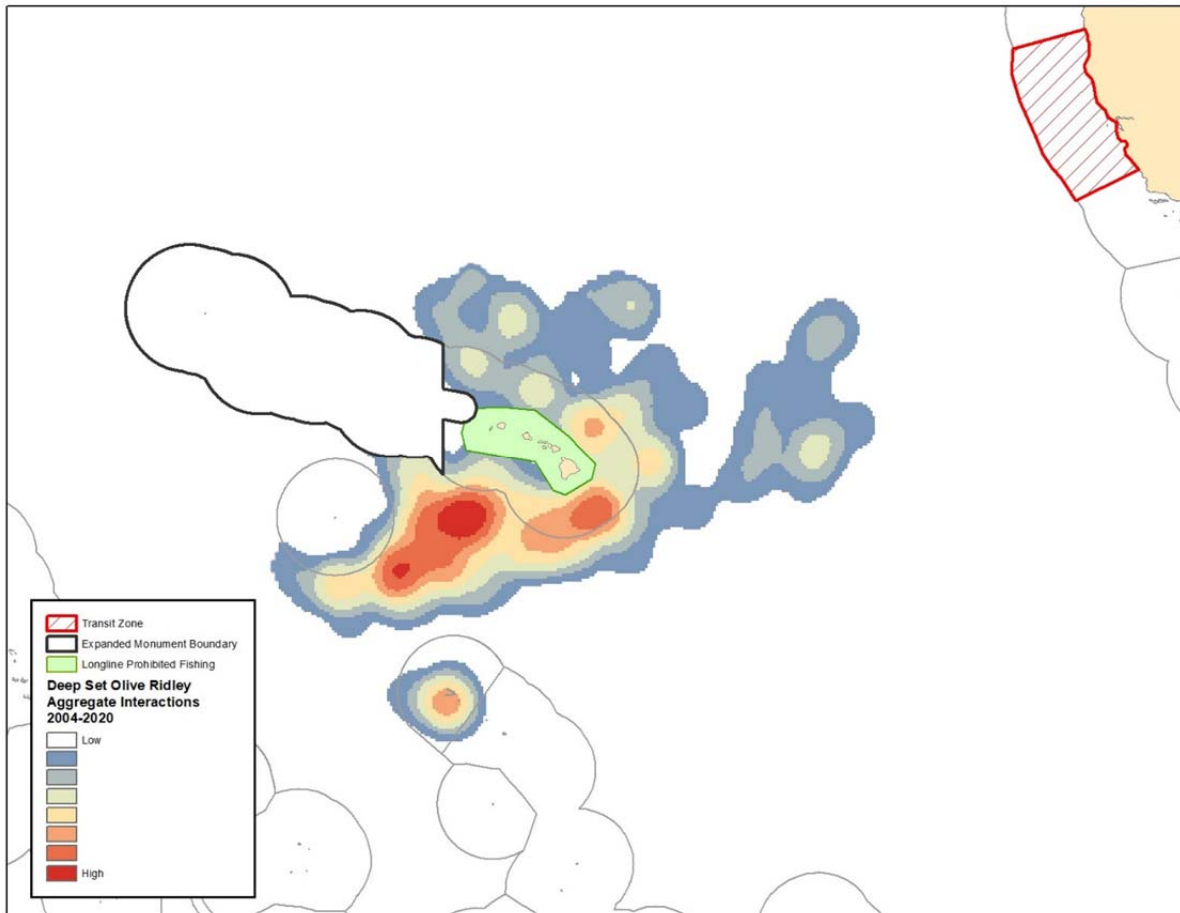 Transit Zone
Expanded Monument Boundary
Longline Prohibited Fishing
Deep Set Olive Ridley
Aggregate Interactions
2004-2020
Low
High